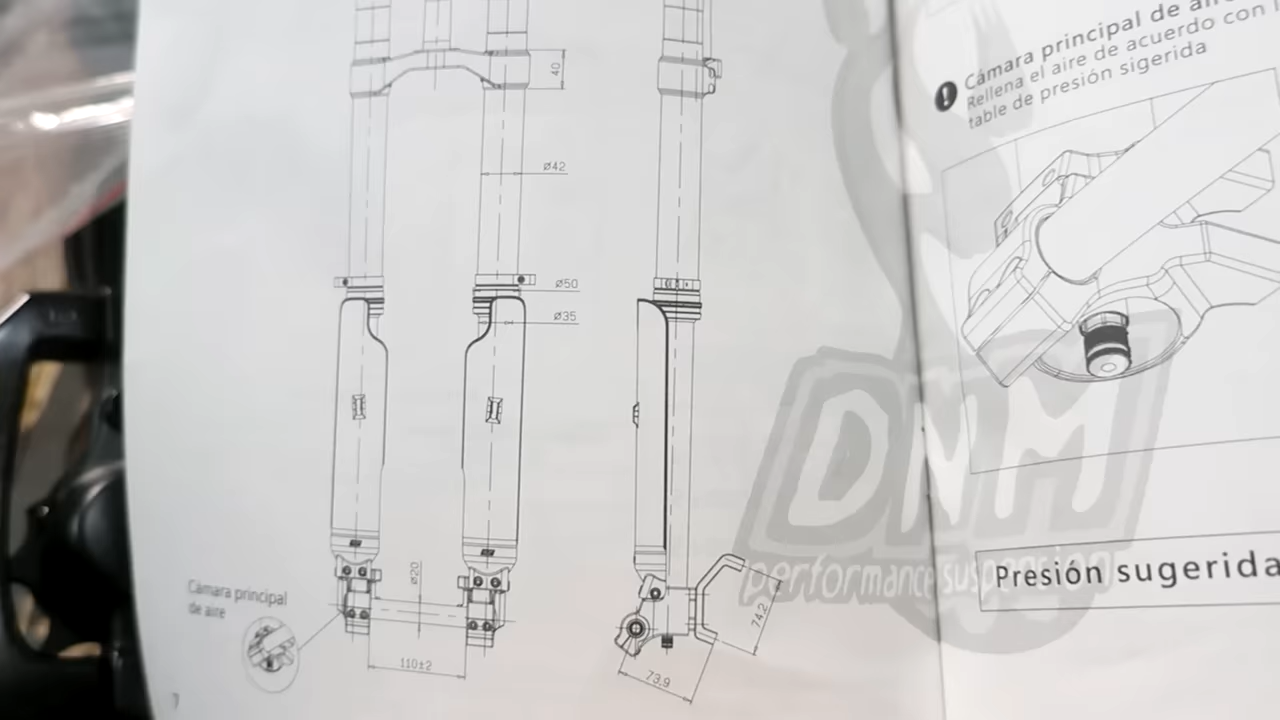 40
Ø42
Ø50
Ø35
Ø20
Cámara principal
de aire
110±2
74.2
73.9
7
DNM
performance suspension
Cámara principal de aire
Rellena el aire de acuerdo con
table de presión sigerida
Presión sugerida